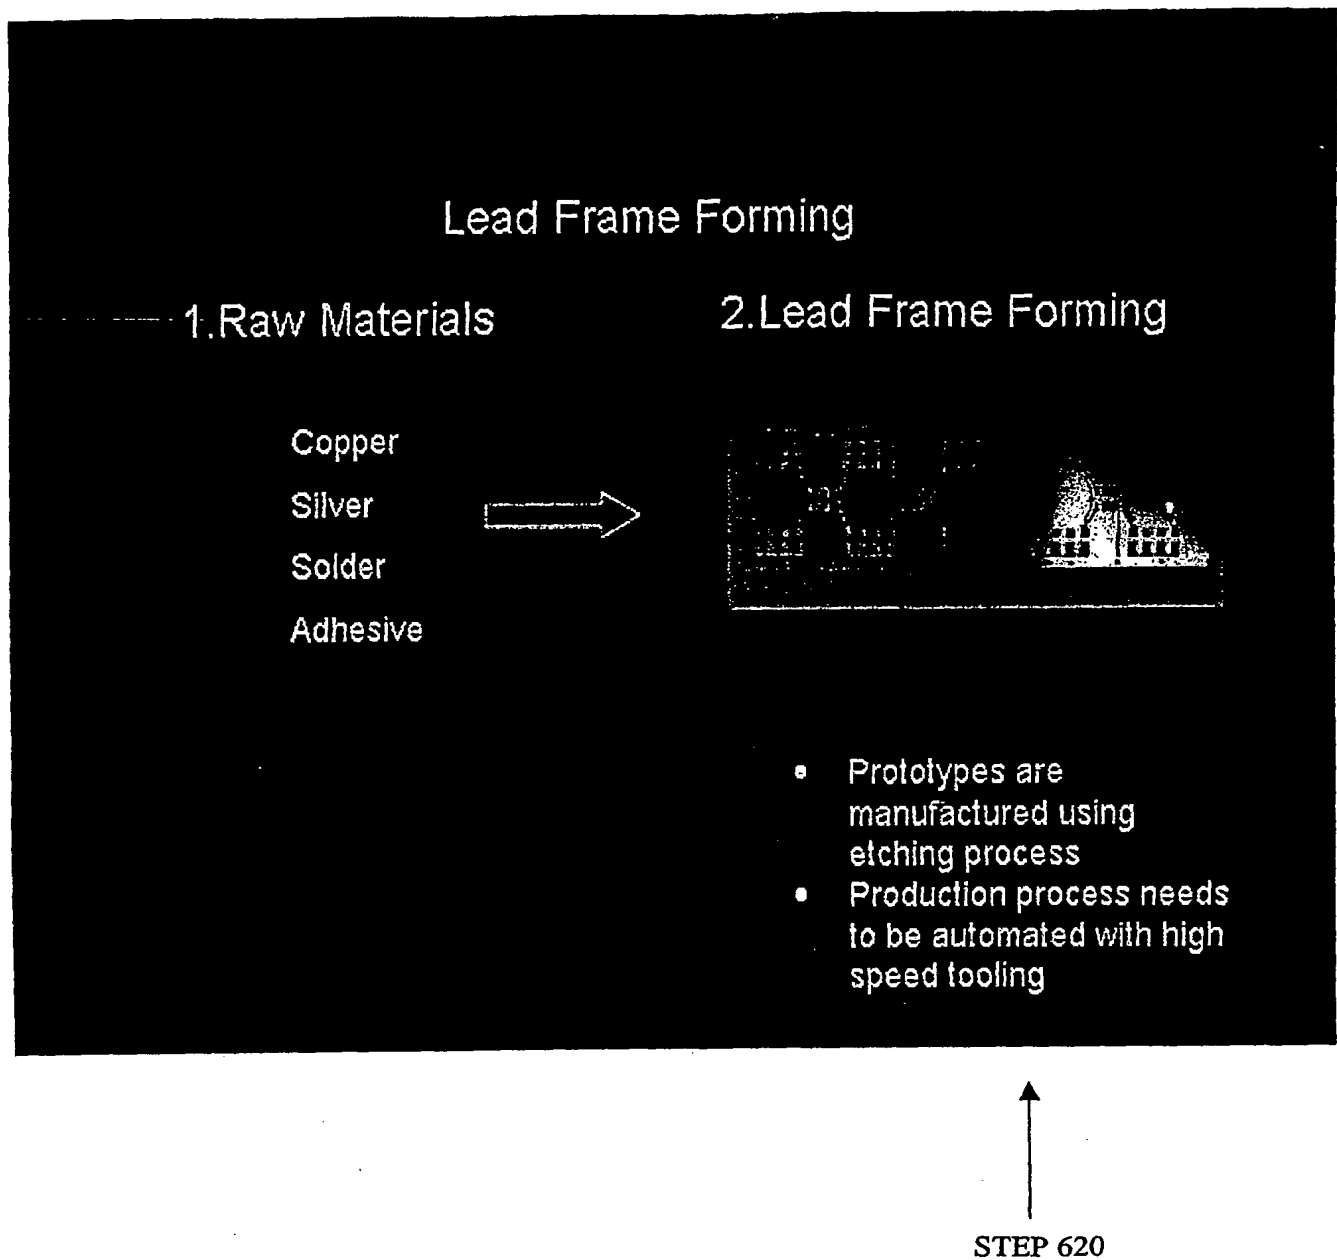 Lead Frame Forming
1.Raw Materials
2.Lead Frame Forming
Copper
Silver
Solder
Adhesive
• Prototypes are
manufactured using
etching process
• Production process needs
to be automated with high
speed tooling
STEP 620